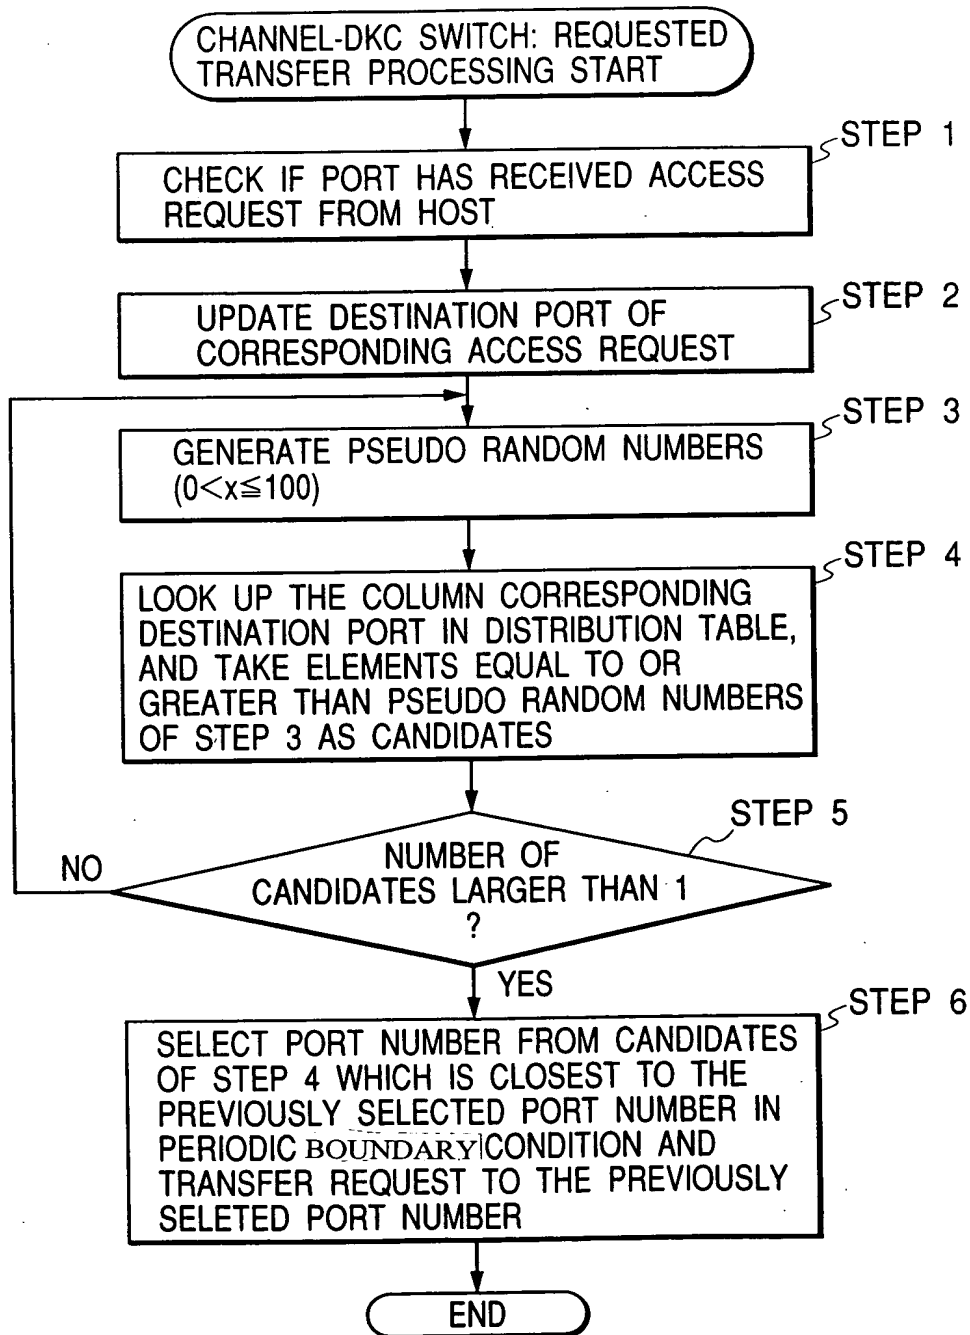 CHANNEL-DKC SWITCH: REQUESTED
TRANSFER PROCESSING START
STEP 1
CHECK IF PORT HAS RECEIVED ACCESS
REQUEST FROM HOST
STEP 2
UPDATE DESTINATION PORT OF
CORRESPONDING ACCESS REQUEST
STEP 3
GENERATE PSEUDO RANDOM NUMBERS
(0<x≦100)
STEP 4
LOOK UP THE COLUMN CORRESPONDING
DESTINATION PORT IN DISTRIBUTION TABLE,
AND TAKE ELEMENTS EQUAL TO OR
GREATER THAN PSEUDO RANDOM NUMBERS
OF STEP 3 AS CANDIDATES
STEP 5
NO
NUMBER OF
CANDIDATES LARGER THAN 1
?
YES
STEP 6
SELECT PORT NUMBER FROM CANDIDATES
OF STEP 4 WHICH IS CLOSEST TO THE
PREVIOUSLY SELECTED PORT NUMBER IN
PERIODIC BOUNDARY CONDITION AND
TRANSFER REQUEST TO THE PREVIOUSLY
SELETED PORT NUMBER
END